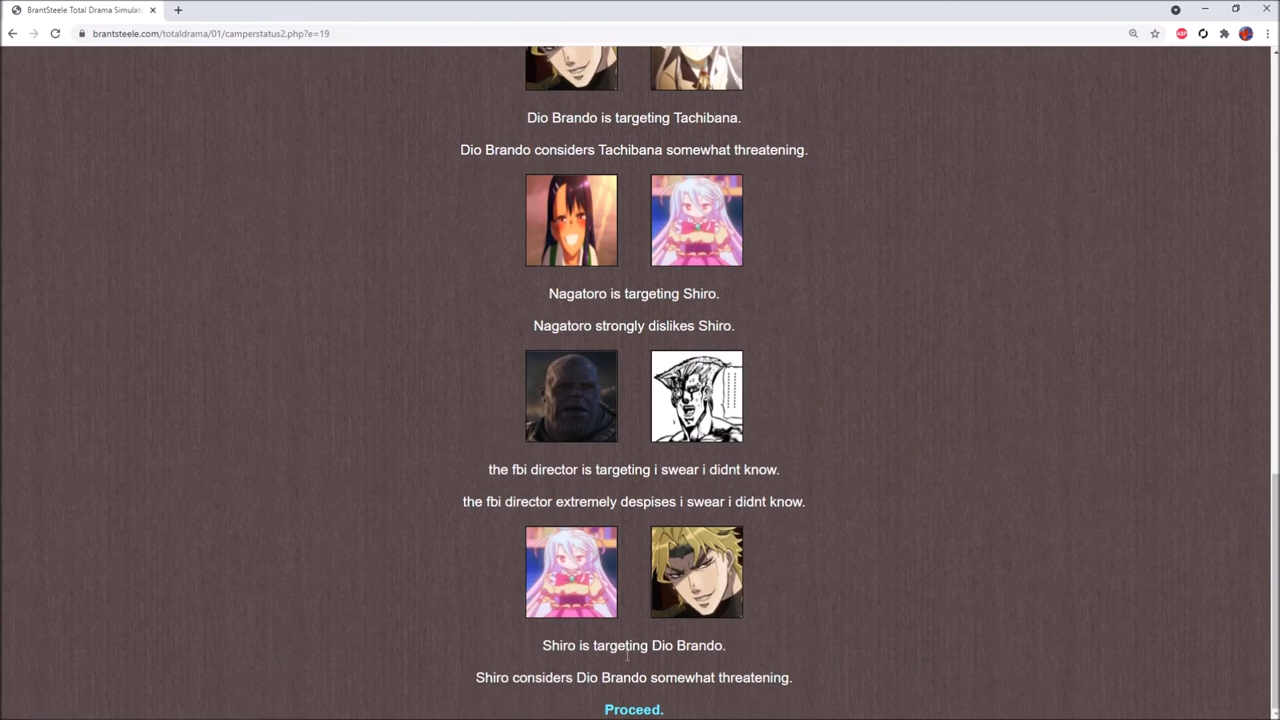 BrantSteele Total Drama Simulat
brantsteele.com/totaldrama/01/camperstatus2.php?e=19
ABP
Dio Brando is targeting Tachibana.
Dio Brando considers Tachibana somewhat threatening.
Nagatoro is targeting Shiro.
Nagatoro strongly dislikes Shiro.
the fbi director is targeting i swear i didnt know.
the fbi director extremely despises i swear i didnt know.
Shiro is targeting Dio Brando.
Shiro considers Dio Brando somewhat threatening.
Proceed.